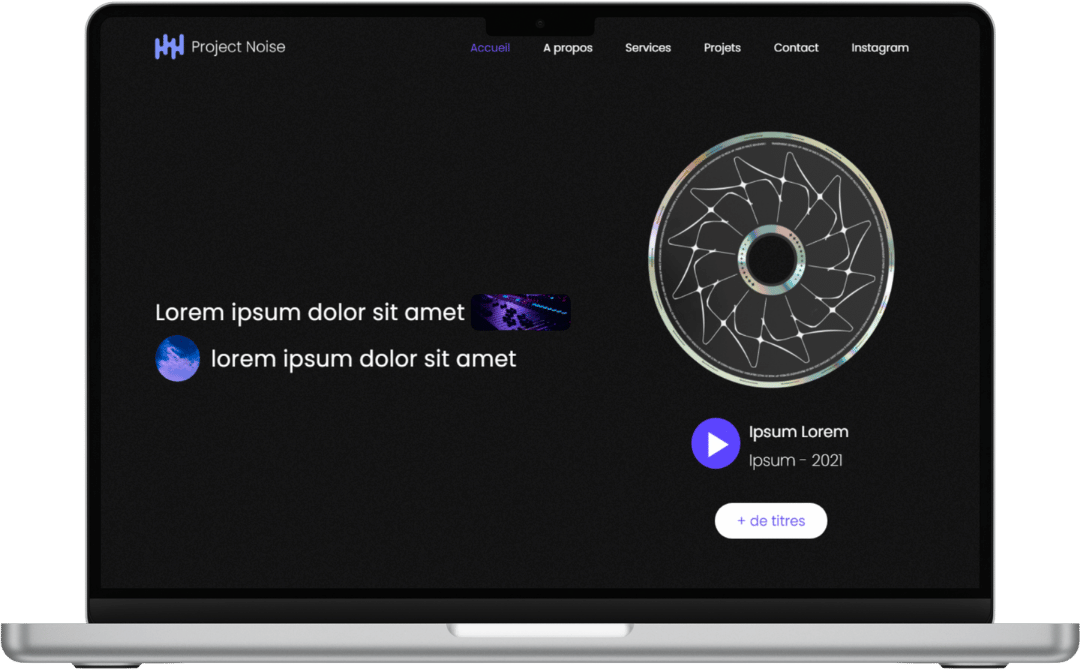 Project Noise
Accueil
A propos
Services
Projets
Contact
Instagram
Lorem ipsum dolor sit amet
lorem ipsum dolor sit amet
Ipsum Lorem
Ipsum - 2021
+ de titres